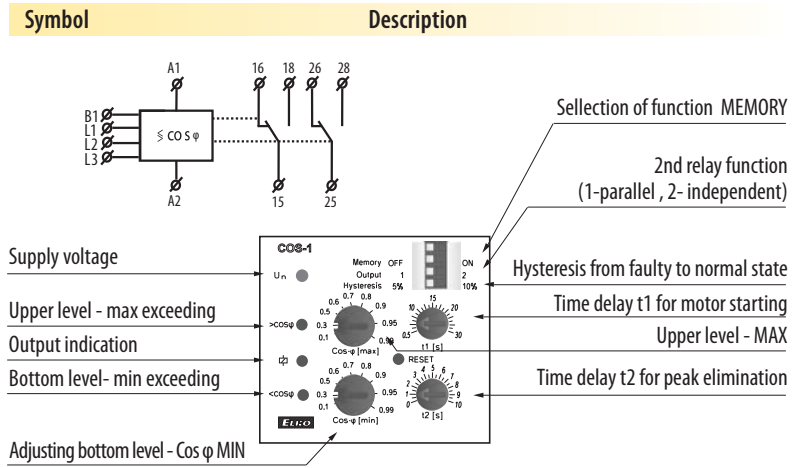 Symbol Description
A1 16 18 26 28
B1
L1
L2
L3
≶ COS φ
A2 15 25
Sellection of function MEMORY
2nd relay function
(1-parallel , 2- independent)
Hysteresis from faulty to normal state
Time delay t1 for motor starting
Upper level - MAX
Time delay t2 for peak elimination
Supply voltage
Upper level - max exceeding
Output indication
Bottom level- min exceeding
Adjusting bottom level - Cos φ MIN
COS-1
Memory OFF ON
Output 1 2
Hysteresis 5% 10%
Un
>cosφ
<cosφ
0.1 0.3 0.5 0.6 0.7 0.8 0.9 0.95 0.99
Cos-φ [max]
0.5 15 20 30
t1 [s]
RESET
0.1 0.3 0.5 0.6 0.7 0.8 0.9 0.95 0.99
Cos-φ [min]
0 1 2 3 4 5 6 7 8 9 10
t2 [s]
ELKO